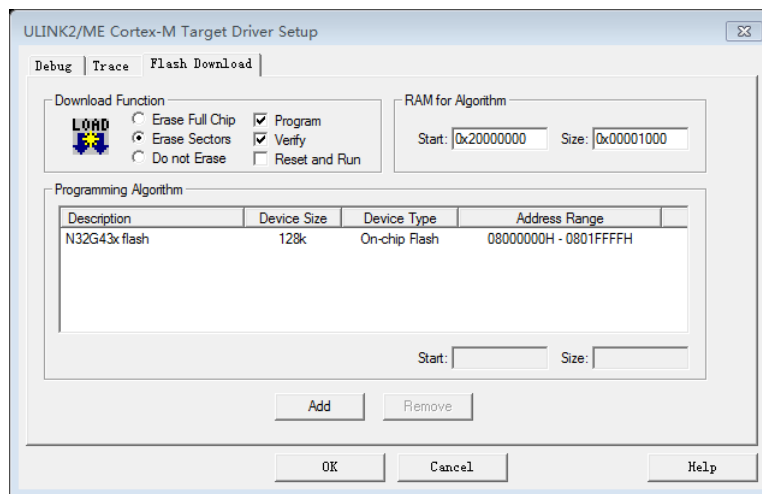 ULINK2/ME Cortex-M Target Driver Setup
Debug Trace Flash Download
Download Function
LOAD
Erase Full Chip
Erase Sectors
Do not Erase
Program
Verify
Reset and Run
RAM for Algorithm
Start: 0x20000000 Size: 0x00001000
Programming Algorithm
Description Device Size Device Type Address Range
N32G43x flash 128k On-chip Flash 08000000H - 0801FFFFH
Start: Size:
Add Remove
OK Cancel Help